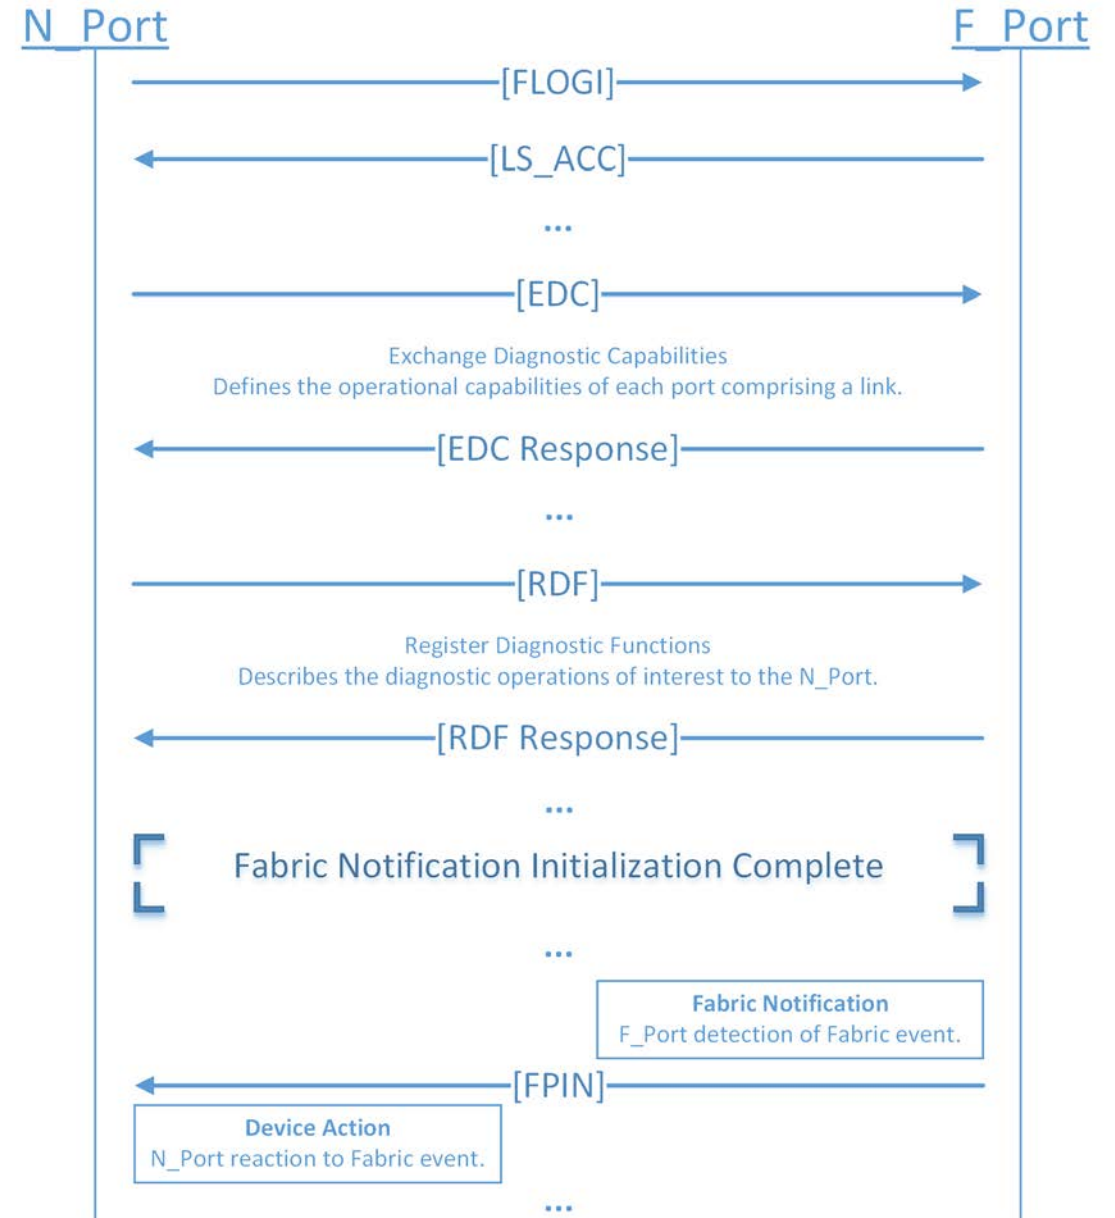 N_Port F_Port
[FLOGI]
[LS_ACC]
...
[EDC]
Exchange Diagnostic Capabilities
Defines the operational capabilities of each port comprising a link.
[EDC Response]
...
[RDF]
Register Diagnostic Functions
Describes the diagnostic operations of interest to the N_Port.
[RDF Response]
...
Fabric Notification Initialization Complete
...
Fabric Notification
F_Port detection of Fabric event.
[FPIN]
Device Action
N_Port reaction to Fabric event.
...